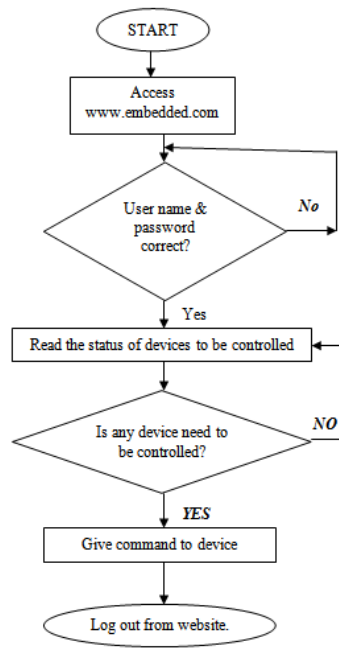 START
Access
www.embedded.com
User name &
password
correct?
No
Yes
Read the status of devices to be controlled
Is any device need to
be controlled?
NO
YES
Give command to device
Log out from website.